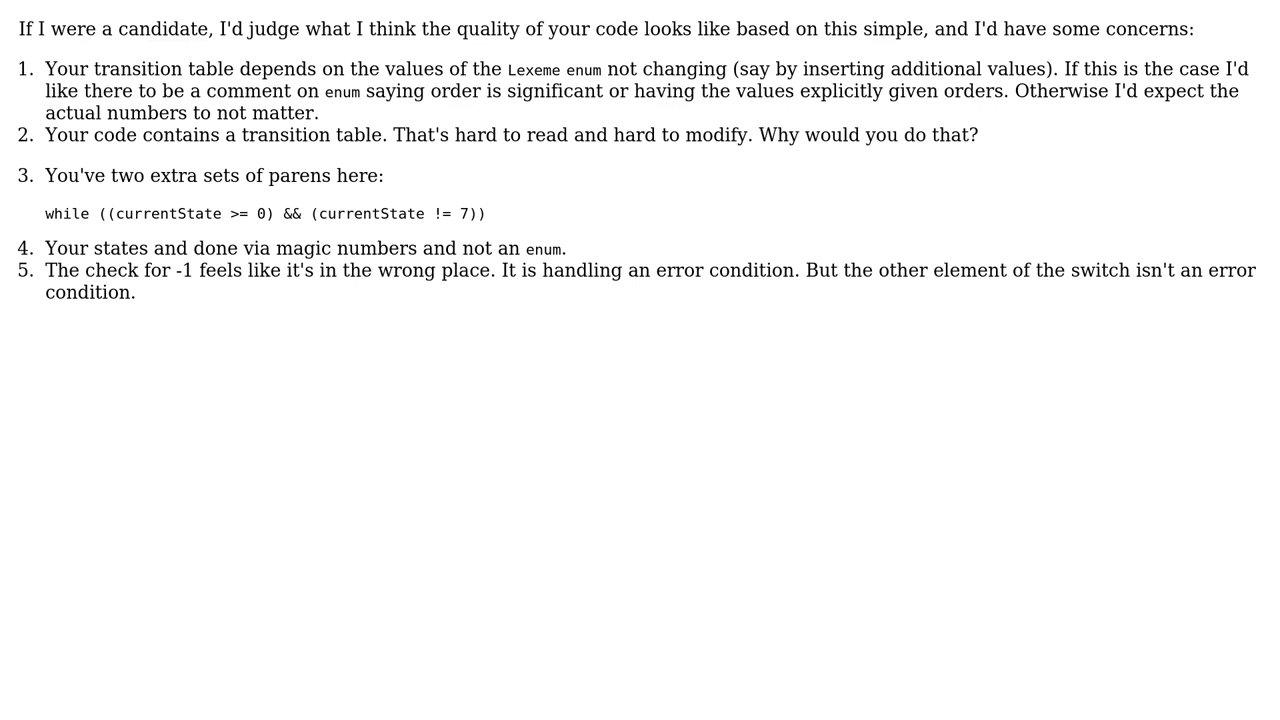 If I were a candidate, I'd judge what I think the quality of your code looks like based on this simple, and I'd have some concerns:
1. Your transition table depends on the values of the Lexeme enum not changing (say by inserting additional values). If this is the case I'd
like there to be a comment on enum saying order is significant or having the values explicitly given orders. Otherwise I'd expect the
actual numbers to not matter.
2. Your code contains a transition table. That's hard to read and hard to modify. Why would you do that?
3. You've two extra sets of parens here:
while ((currentState >= 0) && (currentState != 7))
4. Your states and done via magic numbers and not an enum.
5. The check for -1 feels like it's in the wrong place. It is handling an error condition. But the other element of the switch isn't an error
condition.